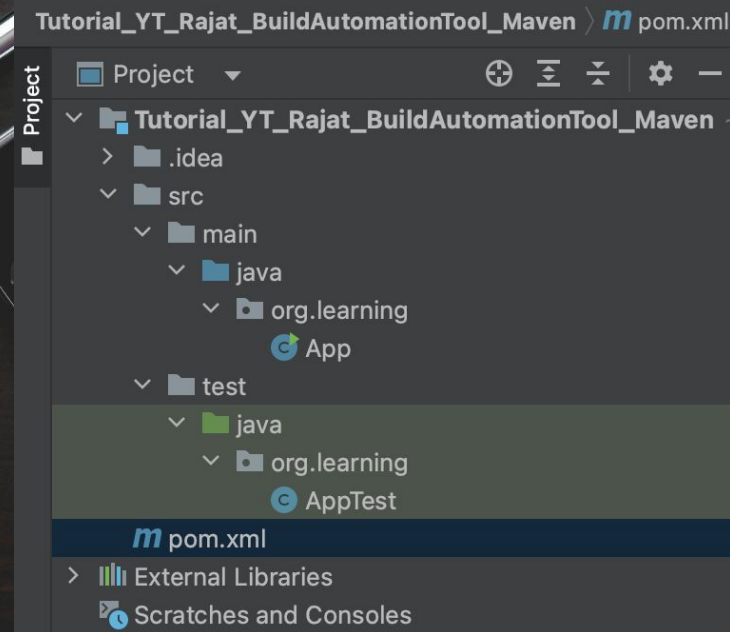 Tutorial_YT_Rajat_BuildAutomationTool_Maven m pom.xml
Project
Project
Tutorial_YT_Rajat_BuildAutomationTool_Maven
.idea
src
main
java
org.learning
C App
test
java
org.learning
C AppTest
m pom.xml
External Libraries
Scratches and Consoles